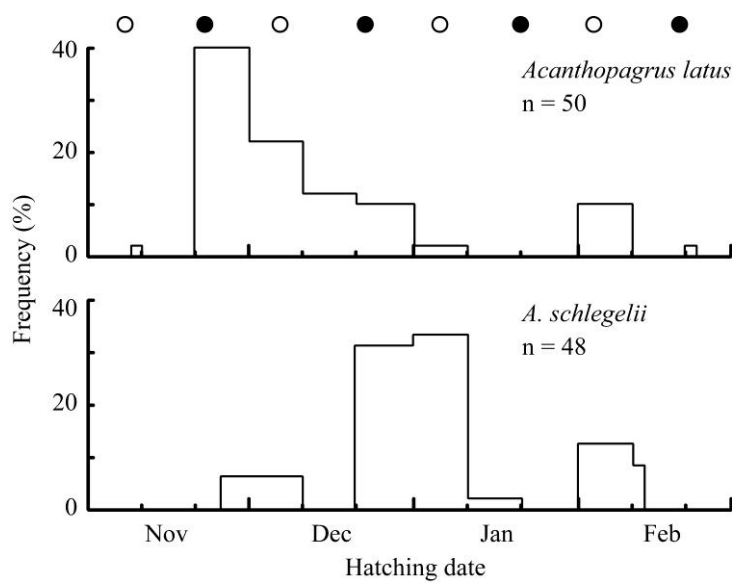 40
20
0
Acanthopagrus latus
n = 50
Frequency (%)
40
20
0
A. schlegelii
n = 48
Nov Dec Jan Feb
Hatching date